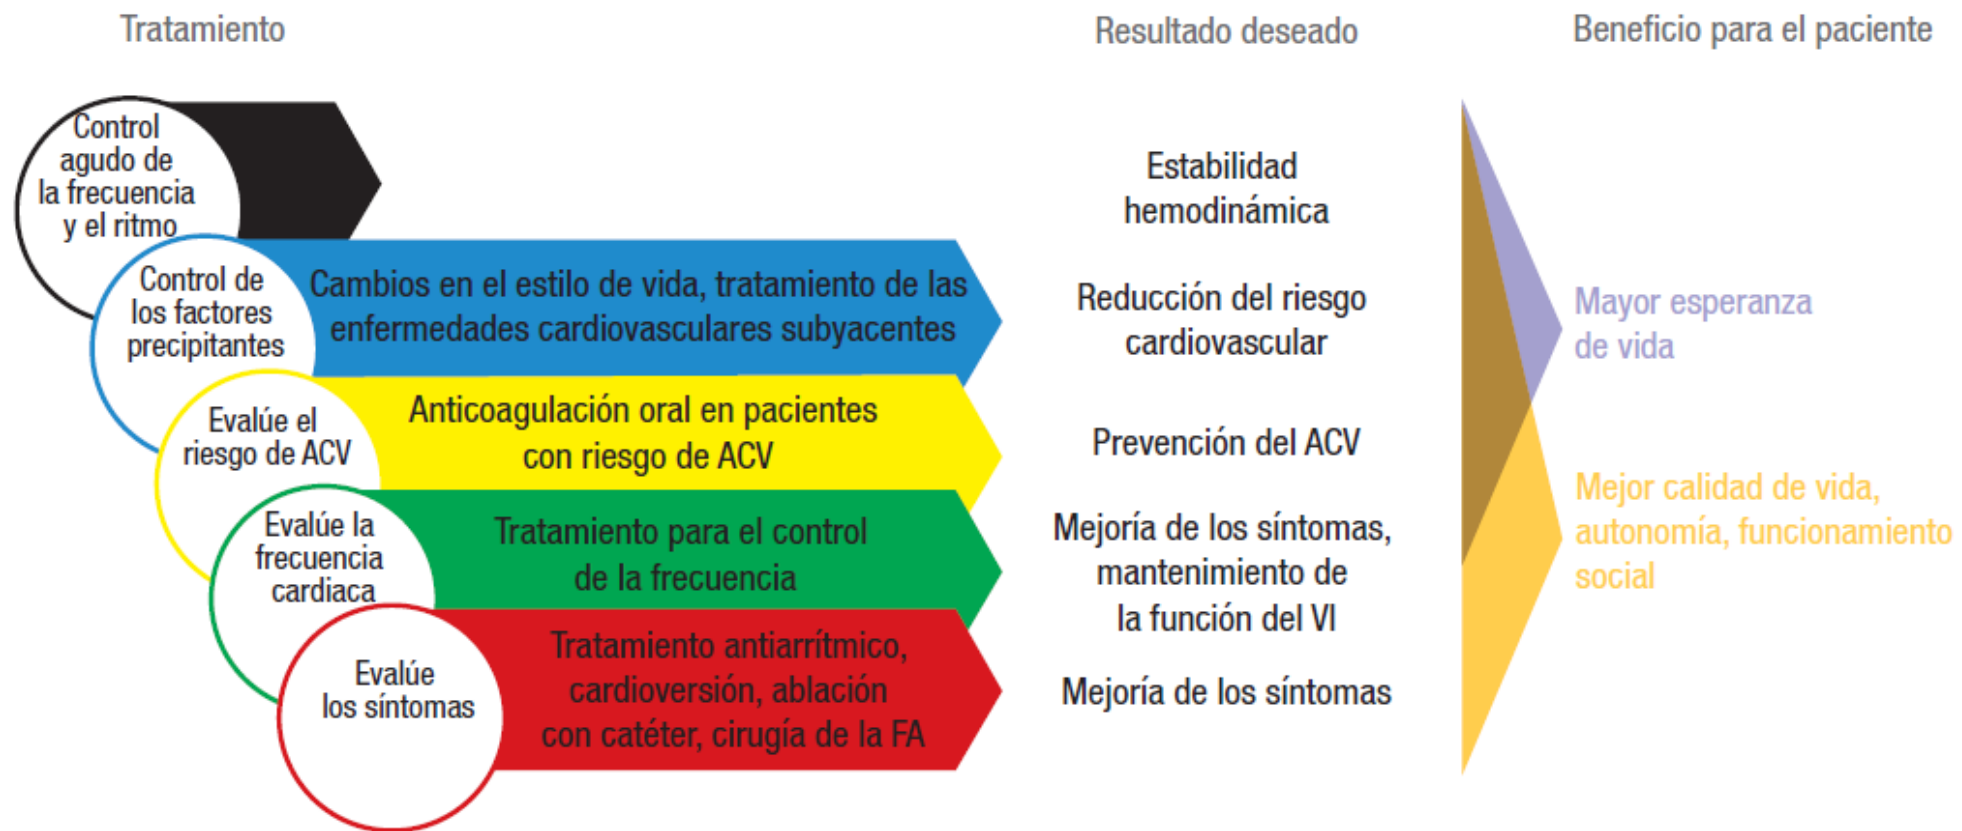 Tratamiento
Resultado deseado
Beneficio para el paciente
Control
agudo de
la frecuencia
y el ritmo
Estabilidad
hemodinámica
Control de
los factores
precipitantes
Cambios en el estilo de vida, tratamiento de las
enfermedades cardiovasculares subyacentes
Reducción del riesgo
cardiovascular
Mayor esperanza
de vida
Evalúe el
riesgo de ACV
Anticoagulación oral en pacientes
con riesgo de ACV
Prevención del ACV
Evalúe la
frecuencia
cardiaca
Tratamiento para el control
de la frecuencia
Mejoría de los síntomas,
mantenimiento de
la función del VI
Mejor calidad de vida,
autonomía, funcionamiento
social
Evalúe
los síntomas
Tratamiento antiarrítmico,
cardioversión, ablación
con catéter, cirugía de la FA
Mejoría de los síntomas